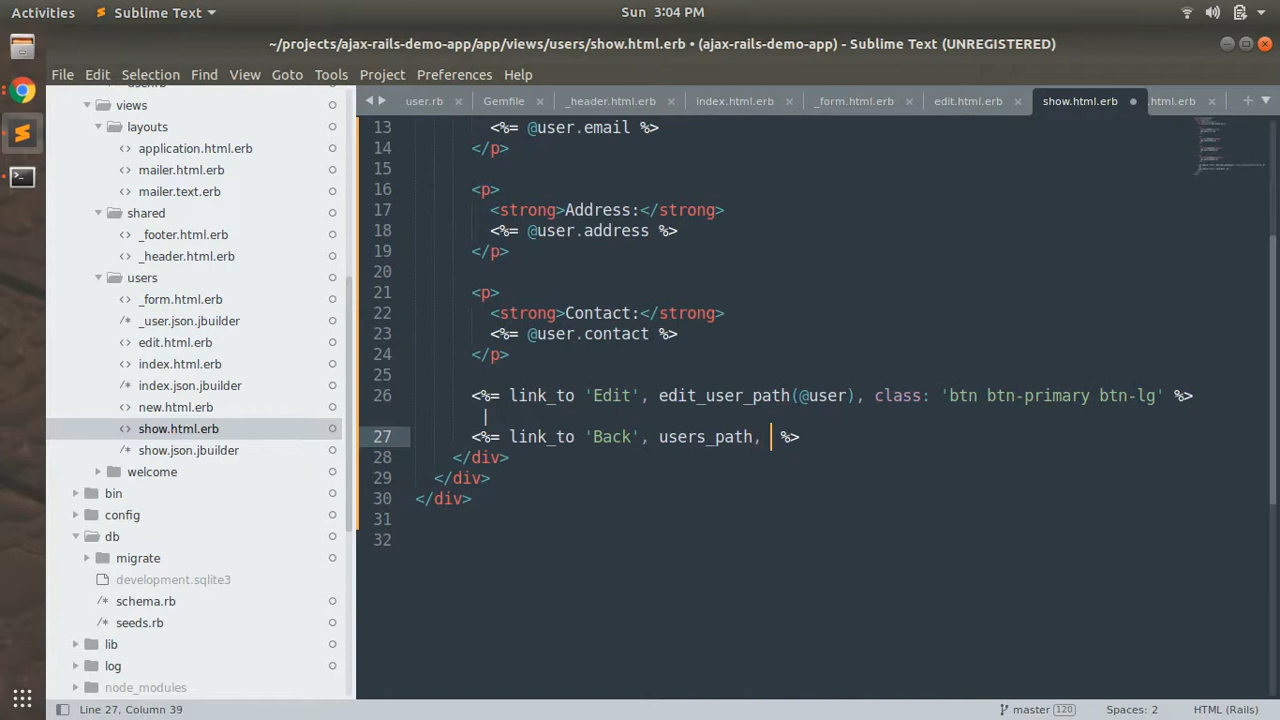 Activities Sublime Text Sun 3:04 PM
~/projects/ajax-rails-demo-app/app/views/users/show.html.erb • (ajax-rails-demo-app) - Sublime Text (UNREGISTERED)
File Edit Selection Find View Goto Tools Project Preferences Help
user.rb Gemfile _header.html.erb index.html.erb _form.html.erb edit.html.erb show.html.erb .html.erb
views
layouts
application.html.erb
mailer.html.erb
mailer.text.erb
shared
_footer.html.erb
_header.html.erb
users
_form.html.erb
_user.json.jbuilder
edit.html.erb
index.html.erb
index.json.jbuilder
new.html.erb
show.html.erb
show.json.jbuilder
welcome
bin
config
db
migrate
development.sqlite3
schema.rb
seeds.rb
lib
log
node_modules
13 <%= @user.email %>
14 </p>
15
16 <p>
17 <strong>Address:</strong>
18 <%= @user.address %>
19 </p>
20
21 <p>
22 <strong>Contact:</strong>
23 <%= @user.contact %>
24 </p>
25
26 <%= link_to 'Edit', edit_user_path(@user), class: 'btn btn-primary btn-lg' %>
|
27 <%= link_to 'Back', users_path, %>
28 </div>
29 </div>
30 </div>
31
32
Line 27, Column 39 master 120 Spaces: 2 HTML (Rails)